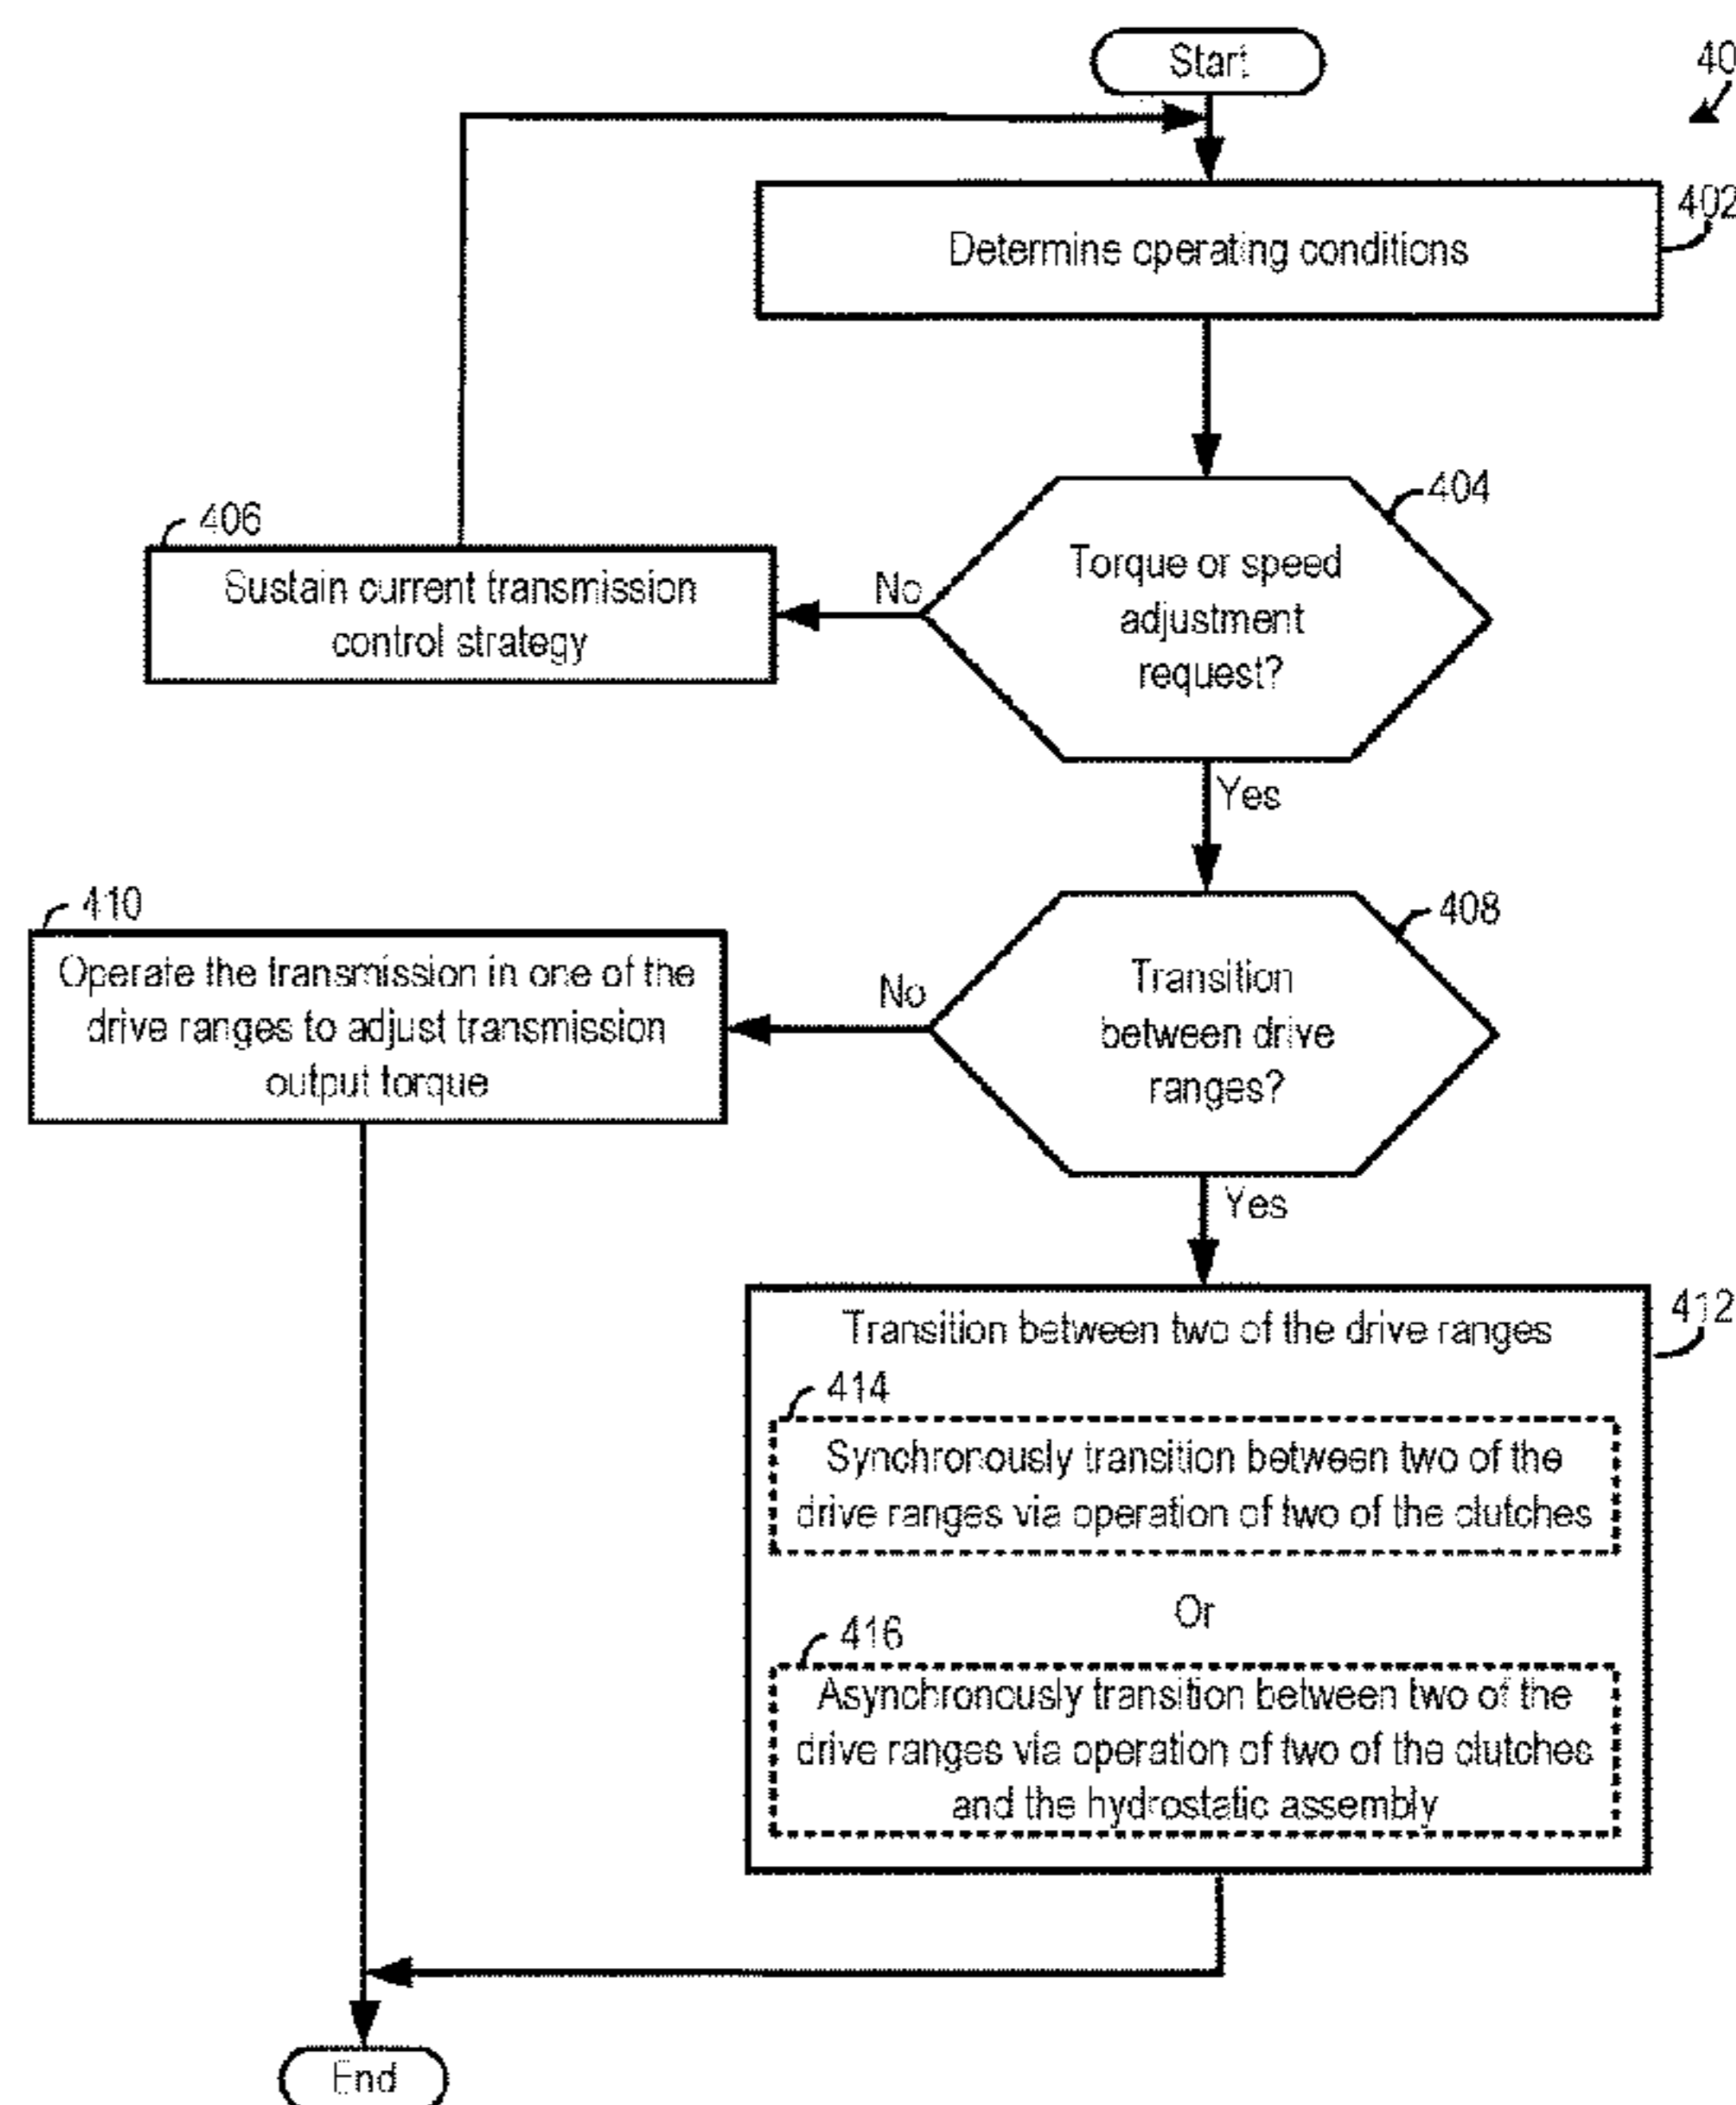 Start
40
Determine operating conditions
402
404
Torque or speed
adjustment
request?
No
406
Sustain current transmission
control strategy
Yes
408
Transition
between drive
ranges?
No
410
Operate the transmission in one of the
drive ranges to adjust transmission
output torque
Yes
412
Transition between two of the drive ranges
414
Synchronously transition between two of the
drive ranges via operation of two of the clutches
Or
416
Asynchronously transition between two of the
drive ranges via operation of two of the clutches
and the hydrostatic assembly
End